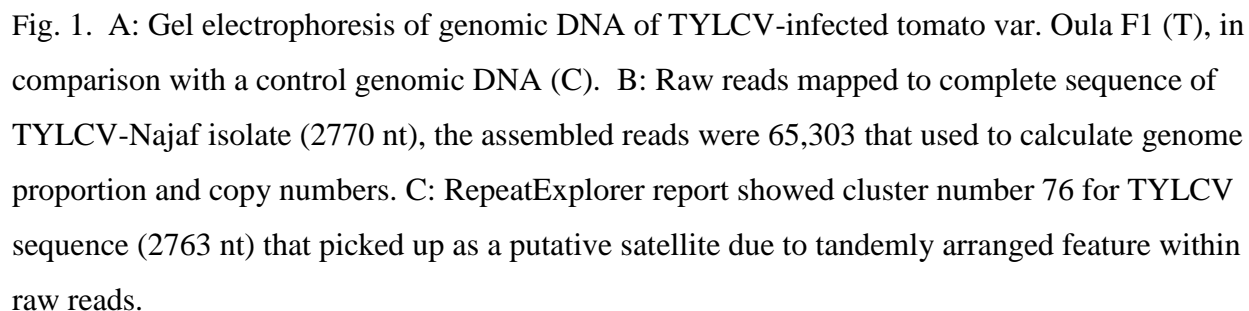 Fig. 1.  A: Gel electrophoresis of genomic DNA of TYLCV-infected tomato var. Oula F1 (T), in
comparison with a control genomic DNA (C).  B: Raw reads mapped to complete sequence of
TYLCV-Najaf isolate (2770 nt), the assembled reads were 65,303 that used to calculate genome
proportion and copy numbers. C: RepeatExplorer report showed cluster number 76 for TYLCV
sequence (2763 nt) that picked up as a putative satellite due to tandemly arranged feature within
raw reads.